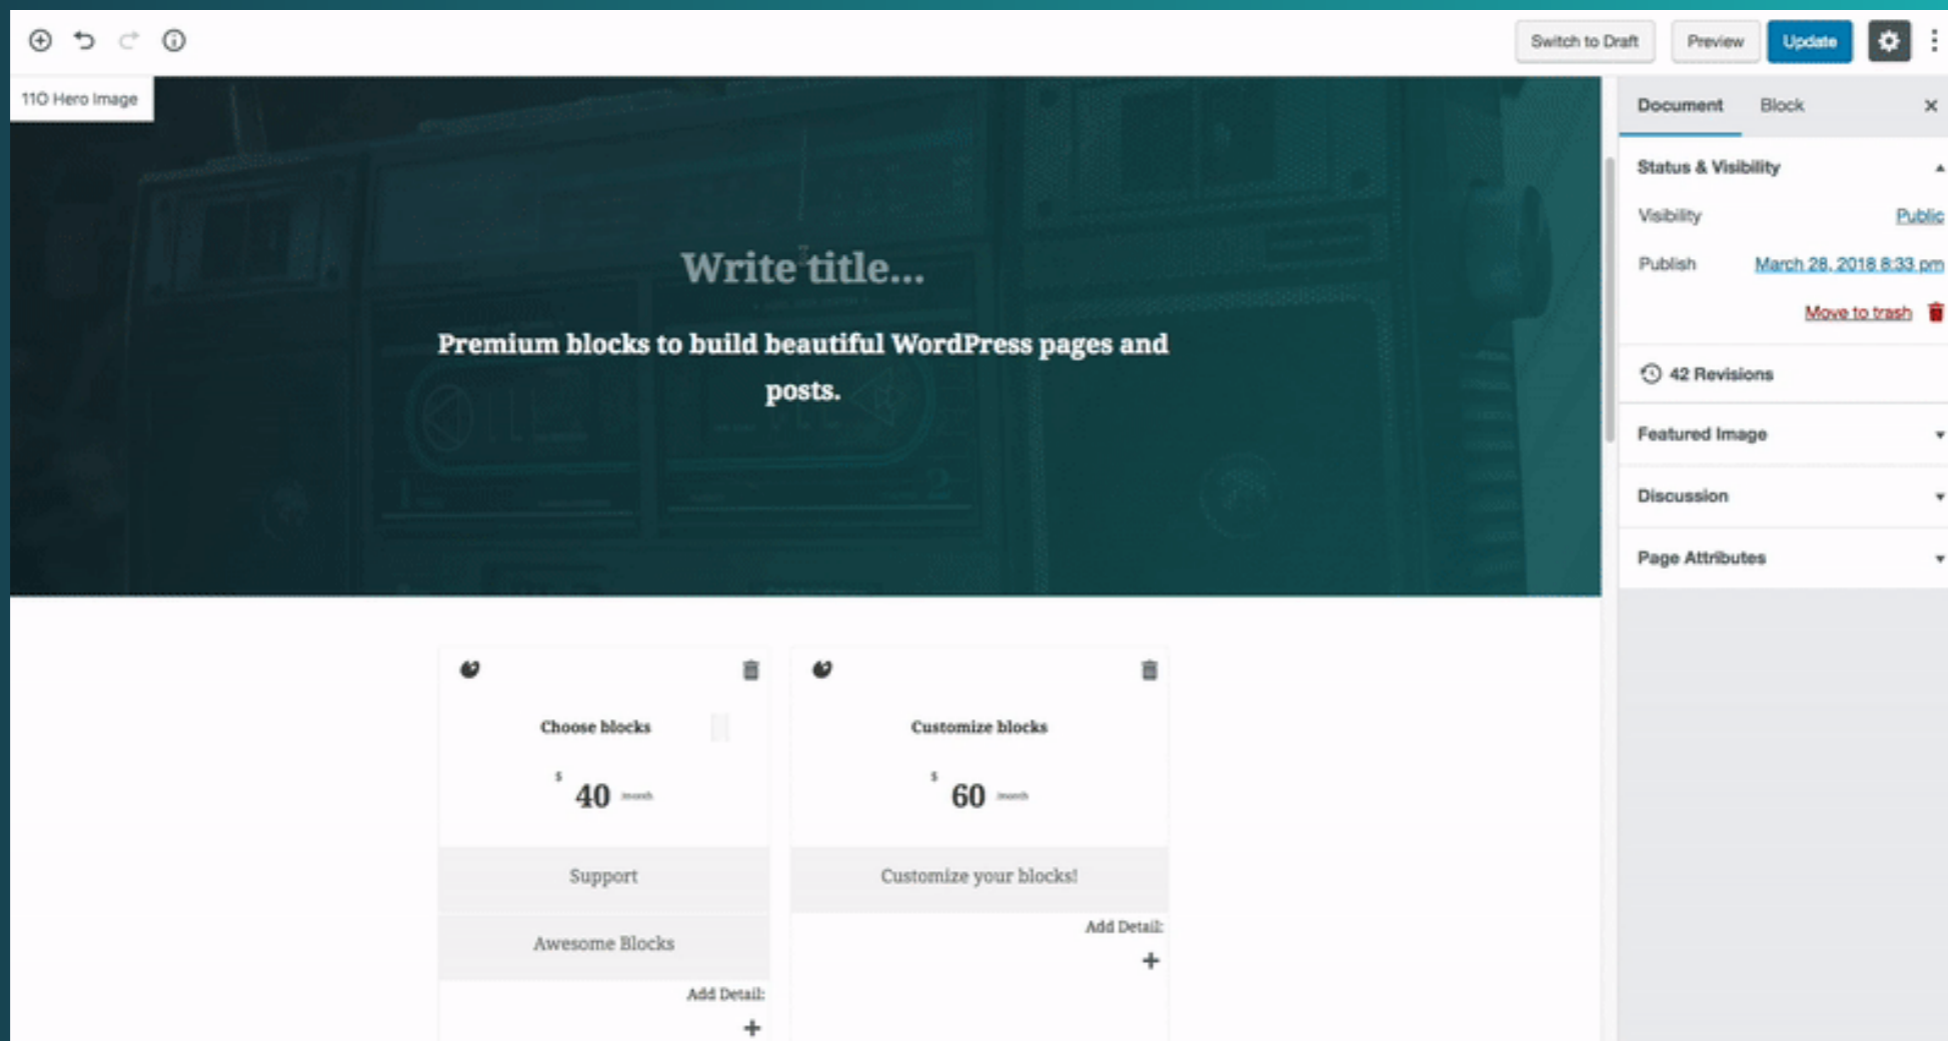 Switch to Draft
Preview
Update
110 Hero Image
Write title...
Premium blocks to build beautiful WordPress pages and
posts.
Document
Block
Status & Visibility
Visibility
Public
Publish
March 28, 2018 8:33 pm
Move to trash
42 Revisions
Featured Image
Discussion
Page Attributes
Choose blocks
$
40 /month
Support
Awesome Blocks
Add Detail:
Customize blocks
$
60 /month
Customize your blocks!
Add Detail: